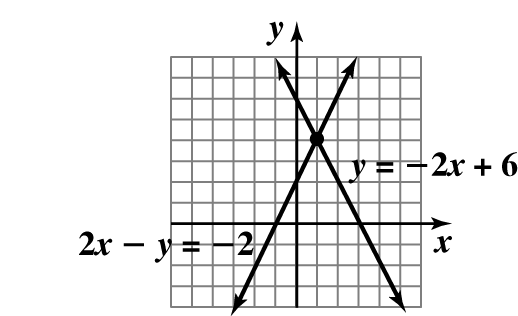 y
y = −2x + 6
2x − y = −2
x